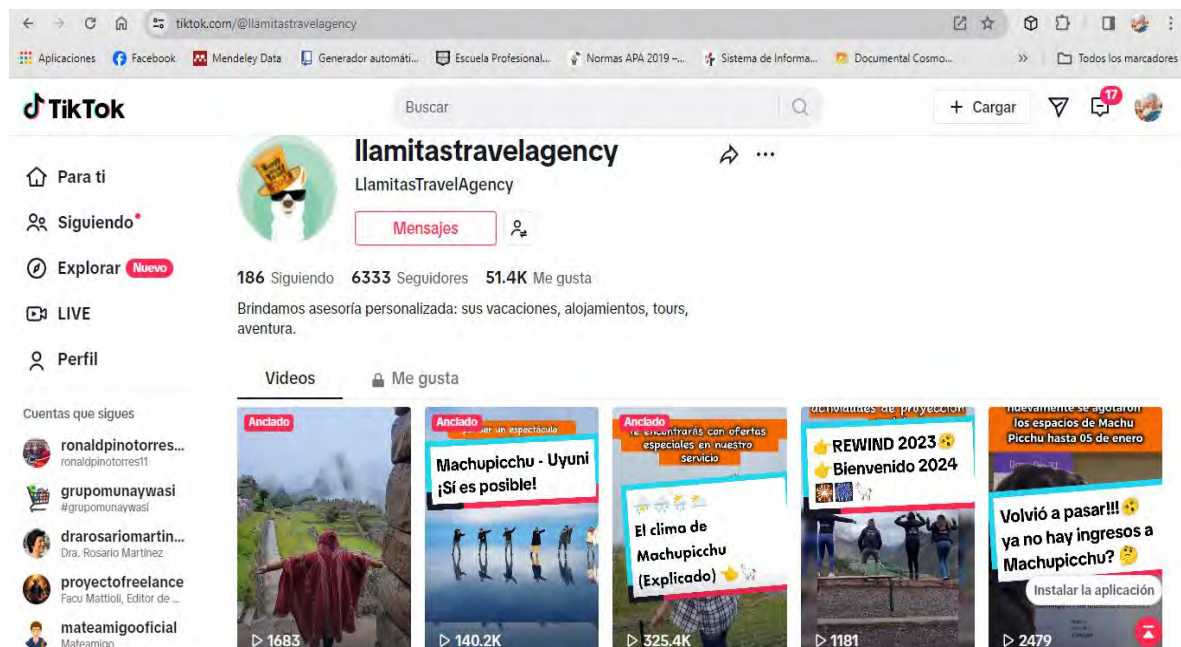 tiktok.com/@llamitastravelagency
Aplicaciones Facebook Mendeley Data Generador automáti... Escuela Profesional... Normas APA 2019 –... Sistema de Informa... Documental Cosmo... » Todos los marcadores
TikTok
Buscar
+ Cargar
17
Para ti
Siguiendo
Explorar Nuevo
LIVE
Perfil
Cuentas que sigues
ronaldpinotorres...
ronaldpinotorres11
grupomunaywasi
#grupomunaywasi
drarosariomartin...
Dra. Rosario Martínez
proyectofreelance
Facu Mattioli, Editor de ...
mateamigooficial
Mateamigo
llamitastravelagency
LlamitasTravelAgency
Mensajes
186 Siguiendo 6333 Seguidores 51.4K Me gusta
Brindamos asesoría personalizada: sus vacaciones, alojamientos, tours,
aventura.
Videos
Me gusta
Anclado
1683
Anclado
un espectáculo
Machupicchu - Uyuni
¡Sí es posible!
140.2K
Anclado
encontrarás con ofertas
especiales en nuestro
servicio
El clima de
Machupicchu
(Explicado)
325.4K
actividades de proyección
REWIND 2023
Bienvenido 2024
1181
nuevamente se agotaron
los espacios de Machu
Picchu hasta 05 de enero
Volvió a pasar!!!
ya no hay ingresos a
Machupicchu?
Instalar la aplicación
2479